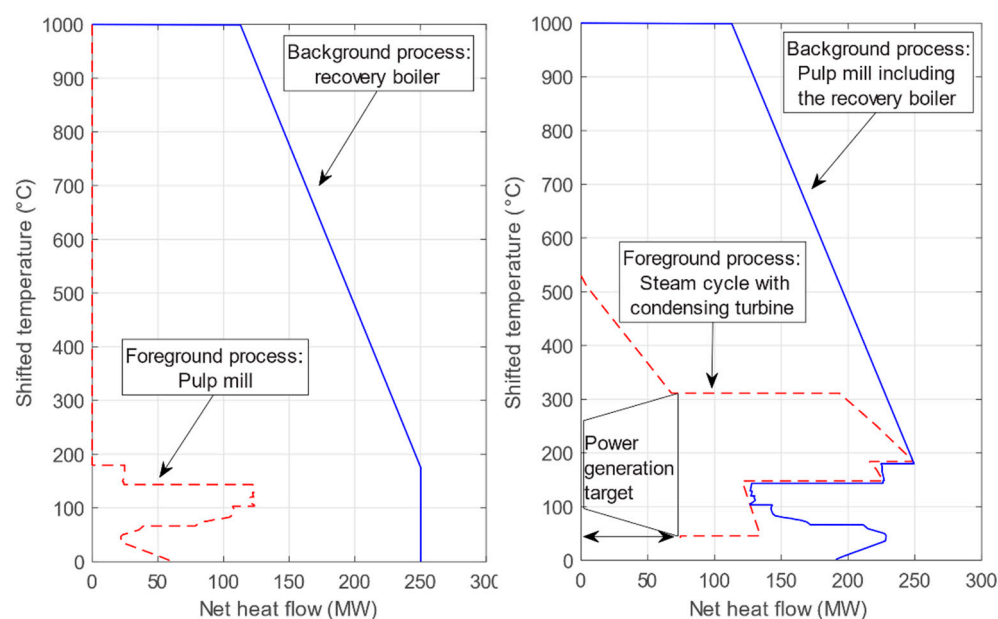 1000
900
800
700
600
500
400
300
200
100
0
Shifted temperature (°C)
Background process:
recovery boiler
Foreground process:
Pulp mill
0
50
100
150
200
250
300
Net heat flow (MW)
1000
900
800
700
600
500
400
300
200
100
0
Shifted temperature (°C)
Background process:
Pulp mill including
the recovery boiler
Foreground process:
Steam cycle with
condensing turbine
Power
generation
target
0
50
100
150
200
250
300
Net heat flow (MW)